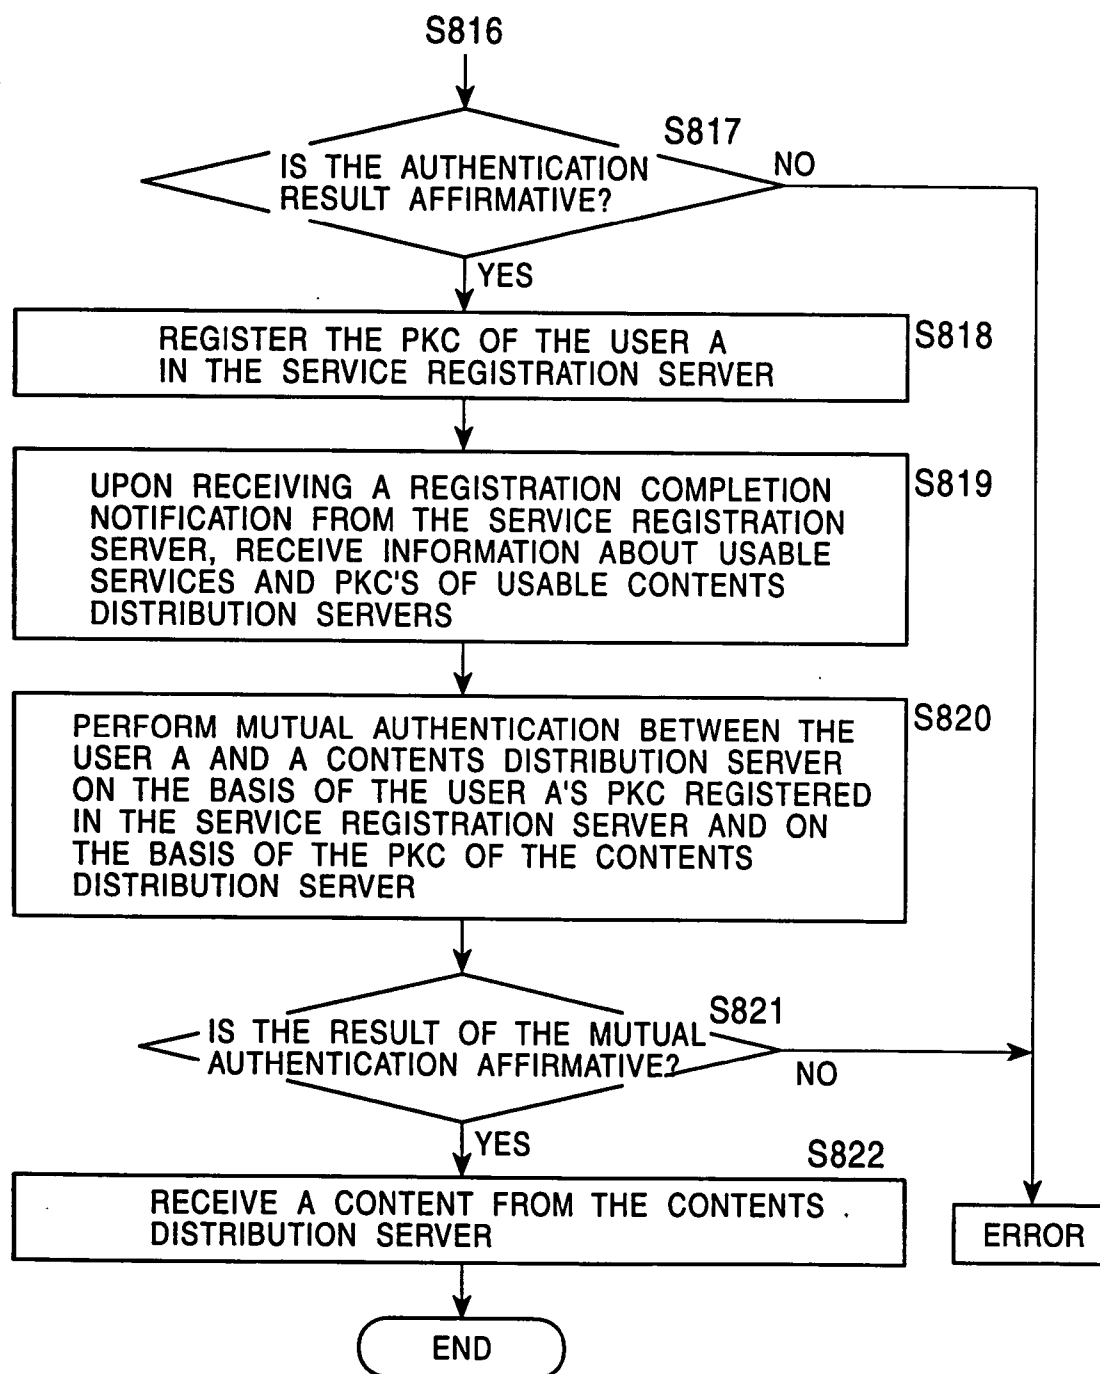 S816
S817
IS THE AUTHENTICATION
RESULT AFFIRMATIVE?
NO
YES
REGISTER THE PKC OF THE USER A
IN THE SERVICE REGISTRATION SERVER
S818
UPON RECEIVING A REGISTRATION COMPLETION
NOTIFICATION FROM THE SERVICE REGISTRATION
SERVER, RECEIVE INFORMATION ABOUT USABLE
SERVICES AND PKC'S OF USABLE CONTENTS
DISTRIBUTION SERVERS
S819
PERFORM MUTUAL AUTHENTICATION BETWEEN THE
USER A AND A CONTENTS DISTRIBUTION SERVER
ON THE BASIS OF THE USER A'S PKC REGISTERED
IN THE SERVICE REGISTRATION SERVER AND ON
THE BASIS OF THE PKC OF THE CONTENTS
DISTRIBUTION SERVER
S820
S821
IS THE RESULT OF THE MUTUAL
AUTHENTICATION AFFIRMATIVE?
NO
YES
S822
RECEIVE A CONTENT FROM THE CONTENTS
DISTRIBUTION SERVER
ERROR
END